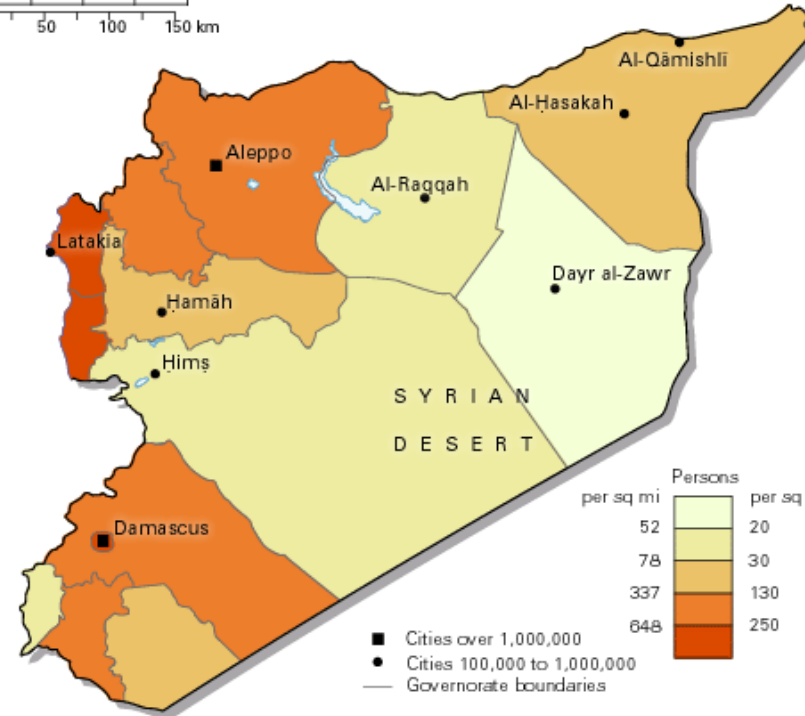 50 100 150 km
Al-Qāmishlī
Al-Ḥasakah
Aleppo
Al-Raqqah
Latakia
Dayr al-Zawr
Ḥamāh
Ḥimṣ
SYRIAN
DESERT
Damascus
Persons
per sq mi per sq
52 20
78 30
337 130
648 250
Cities over 1,000,000
Cities 100,000 to 1,000,000
Governorate boundaries